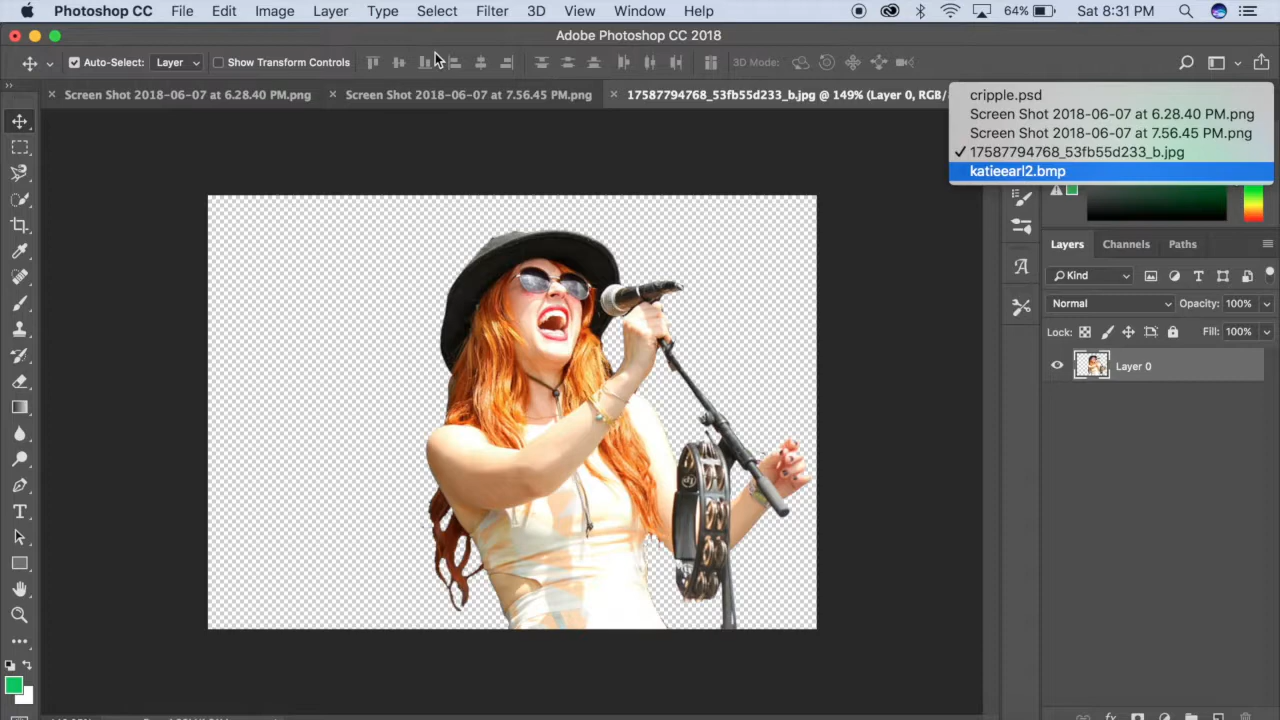 Photoshop CC File Edit Image Layer Type Select Filter 3D View Window Help 64% Sat 8:31 PM
Adobe Photoshop CC 2018
Auto-Select: Layer Show Transform Controls 3D Mode:
Screen Shot 2018-06-07 at 6.28.40 PM.png Screen Shot 2018-06-07 at 7.56.45 PM.png 17587794768_53fb55d233_b.jpg @ 149% (Layer 0, RGB/
cripple.psd
Screen Shot 2018-06-07 at 6.28.40 PM.png
Screen Shot 2018-06-07 at 7.56.45 PM.png
17587794768_53fb55d233_b.jpg
katieearl2.bmp
Layers Channels Paths
Kind
Normal Opacity: 100%
Lock: Fill: 100%
Layer 0